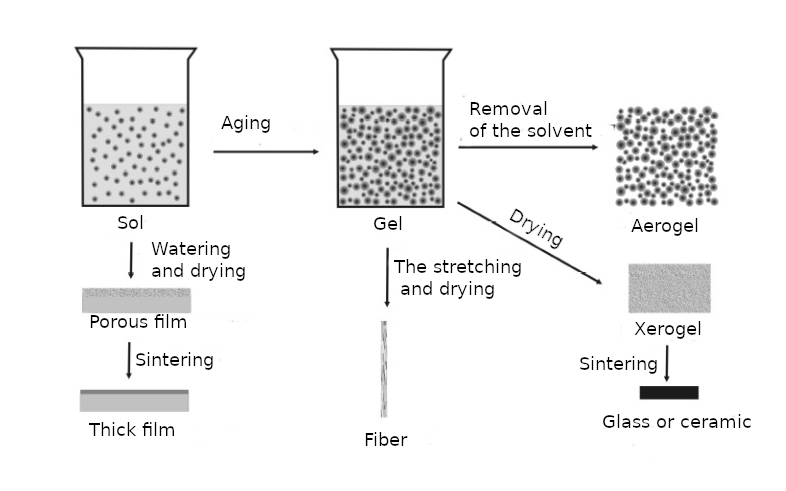 Aging
Removal
of the solvent
Sol
Gel
Aerogel
Drying
Watering
and drying
The stretching
and drying
Porous film
Xerogel
Sintering
Sintering
Thick film
Fiber
Glass or ceramic